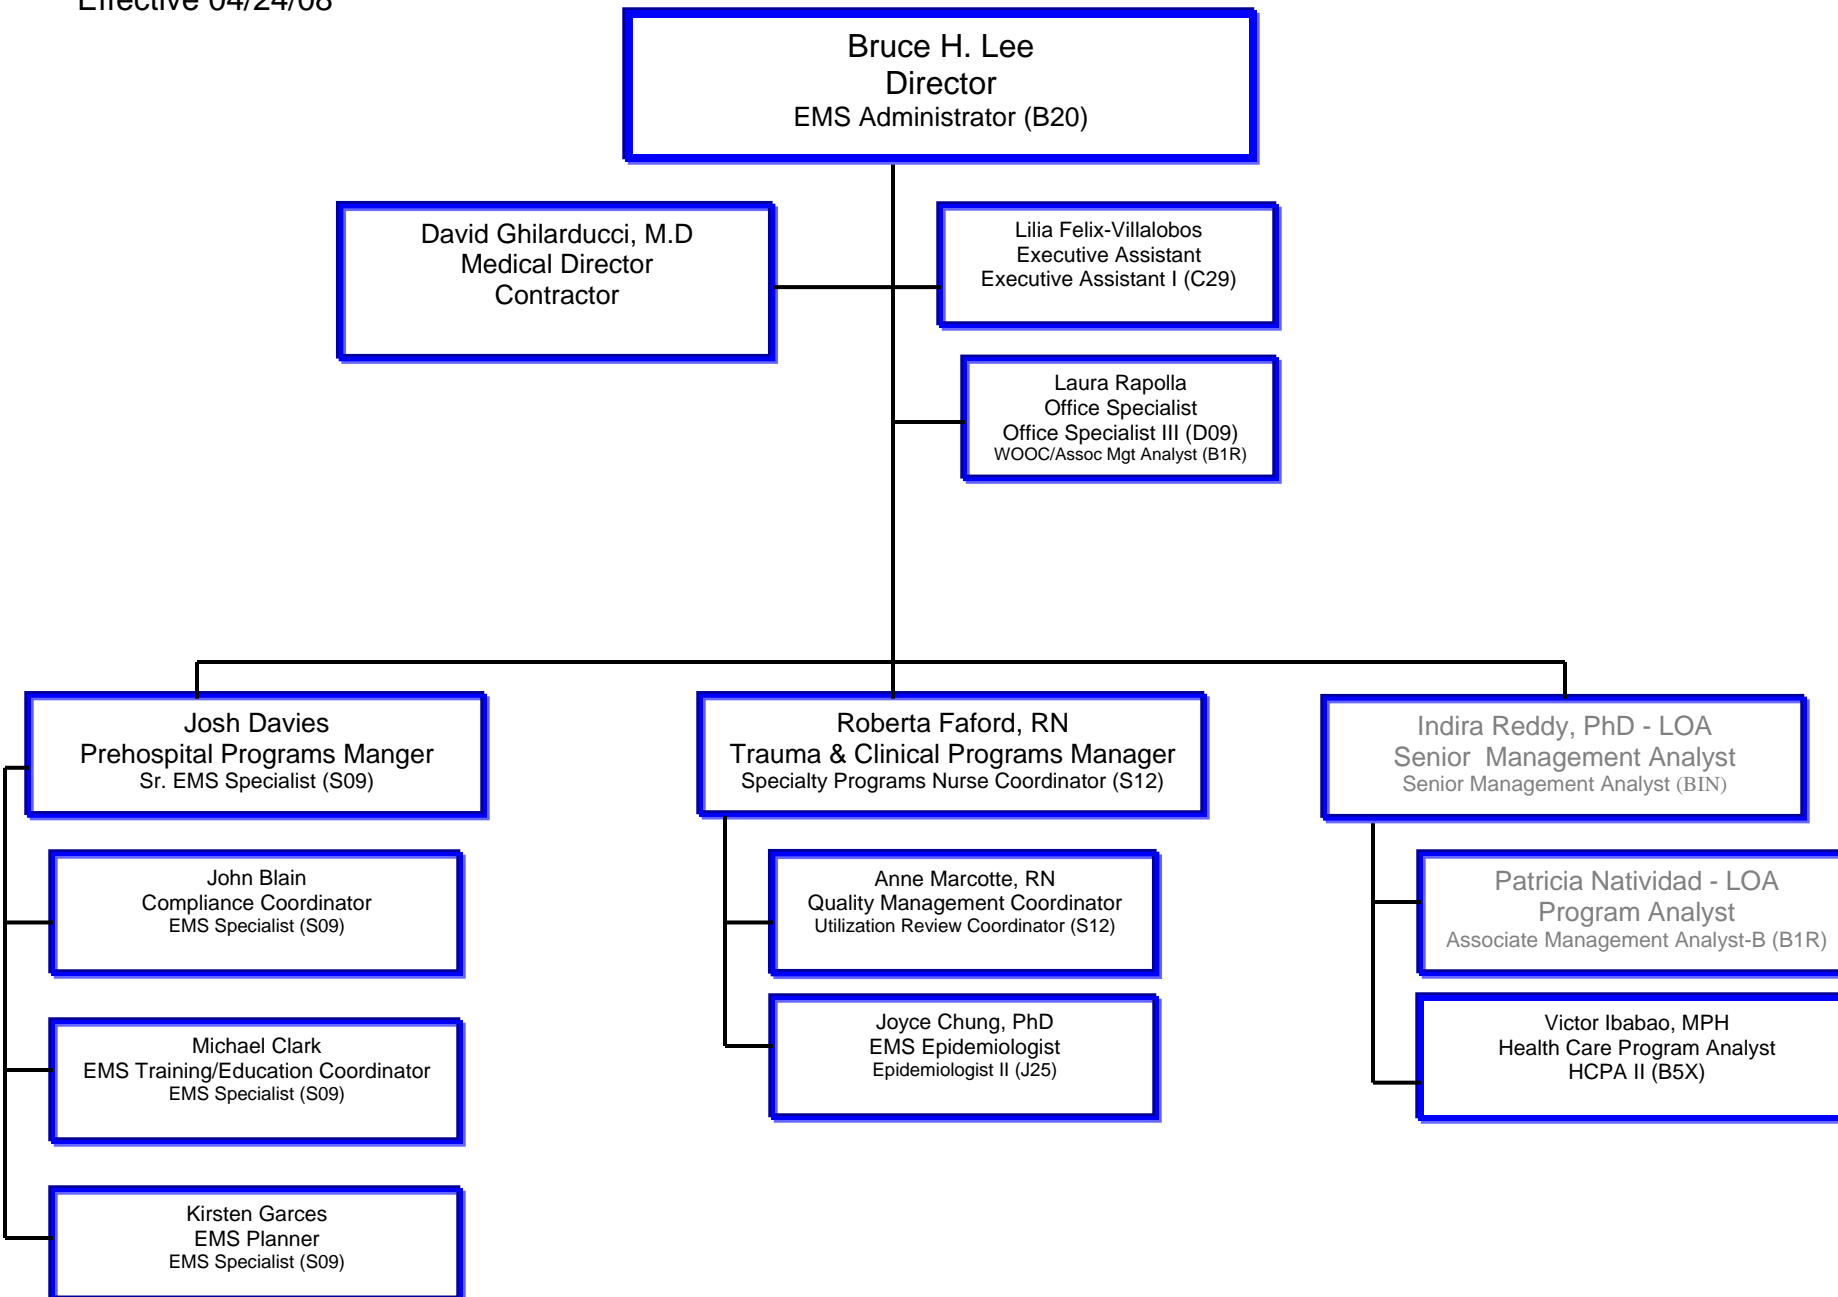 Effective 04/24/08
Bruce H. Lee
Director
EMS Administrator (B20)
David Ghilarducci, M.D
Medical Director
Contractor
Lilia Felix-Villalobos
Executive Assistant
Executive Assistant I (C29)
Laura Rapolla
Office Specialist
Office Specialist III (D09)
WOOC/Assoc Mgt Analyst (B1R)
Josh Davies
Prehospital Programs Manger
Sr. EMS Specialist (S09)
John Blain
Compliance Coordinator
EMS Specialist (S09)
Michael Clark
EMS Training/Education Coordinator
EMS Specialist (S09)
Kirsten Garces
EMS Planner
EMS Specialist (S09)
Roberta Faford, RN
Trauma & Clinical Programs Manager
Specialty Programs Nurse Coordinator (S12)
Anne Marcotte, RN
Quality Management Coordinator
Utilization Review Coordinator (S12)
Joyce Chung, PhD
EMS Epidemiologist
Epidemiologist II (J25)
Indira Reddy, PhD - LOA
Senior  Management Analyst
Senior Management Analyst (BIN)
Patricia Natividad - LOA
Program Analyst
Associate Management Analyst-B (B1R)
Victor Ibabao, MPH
Health Care Program Analyst
HCPA II (B5X)